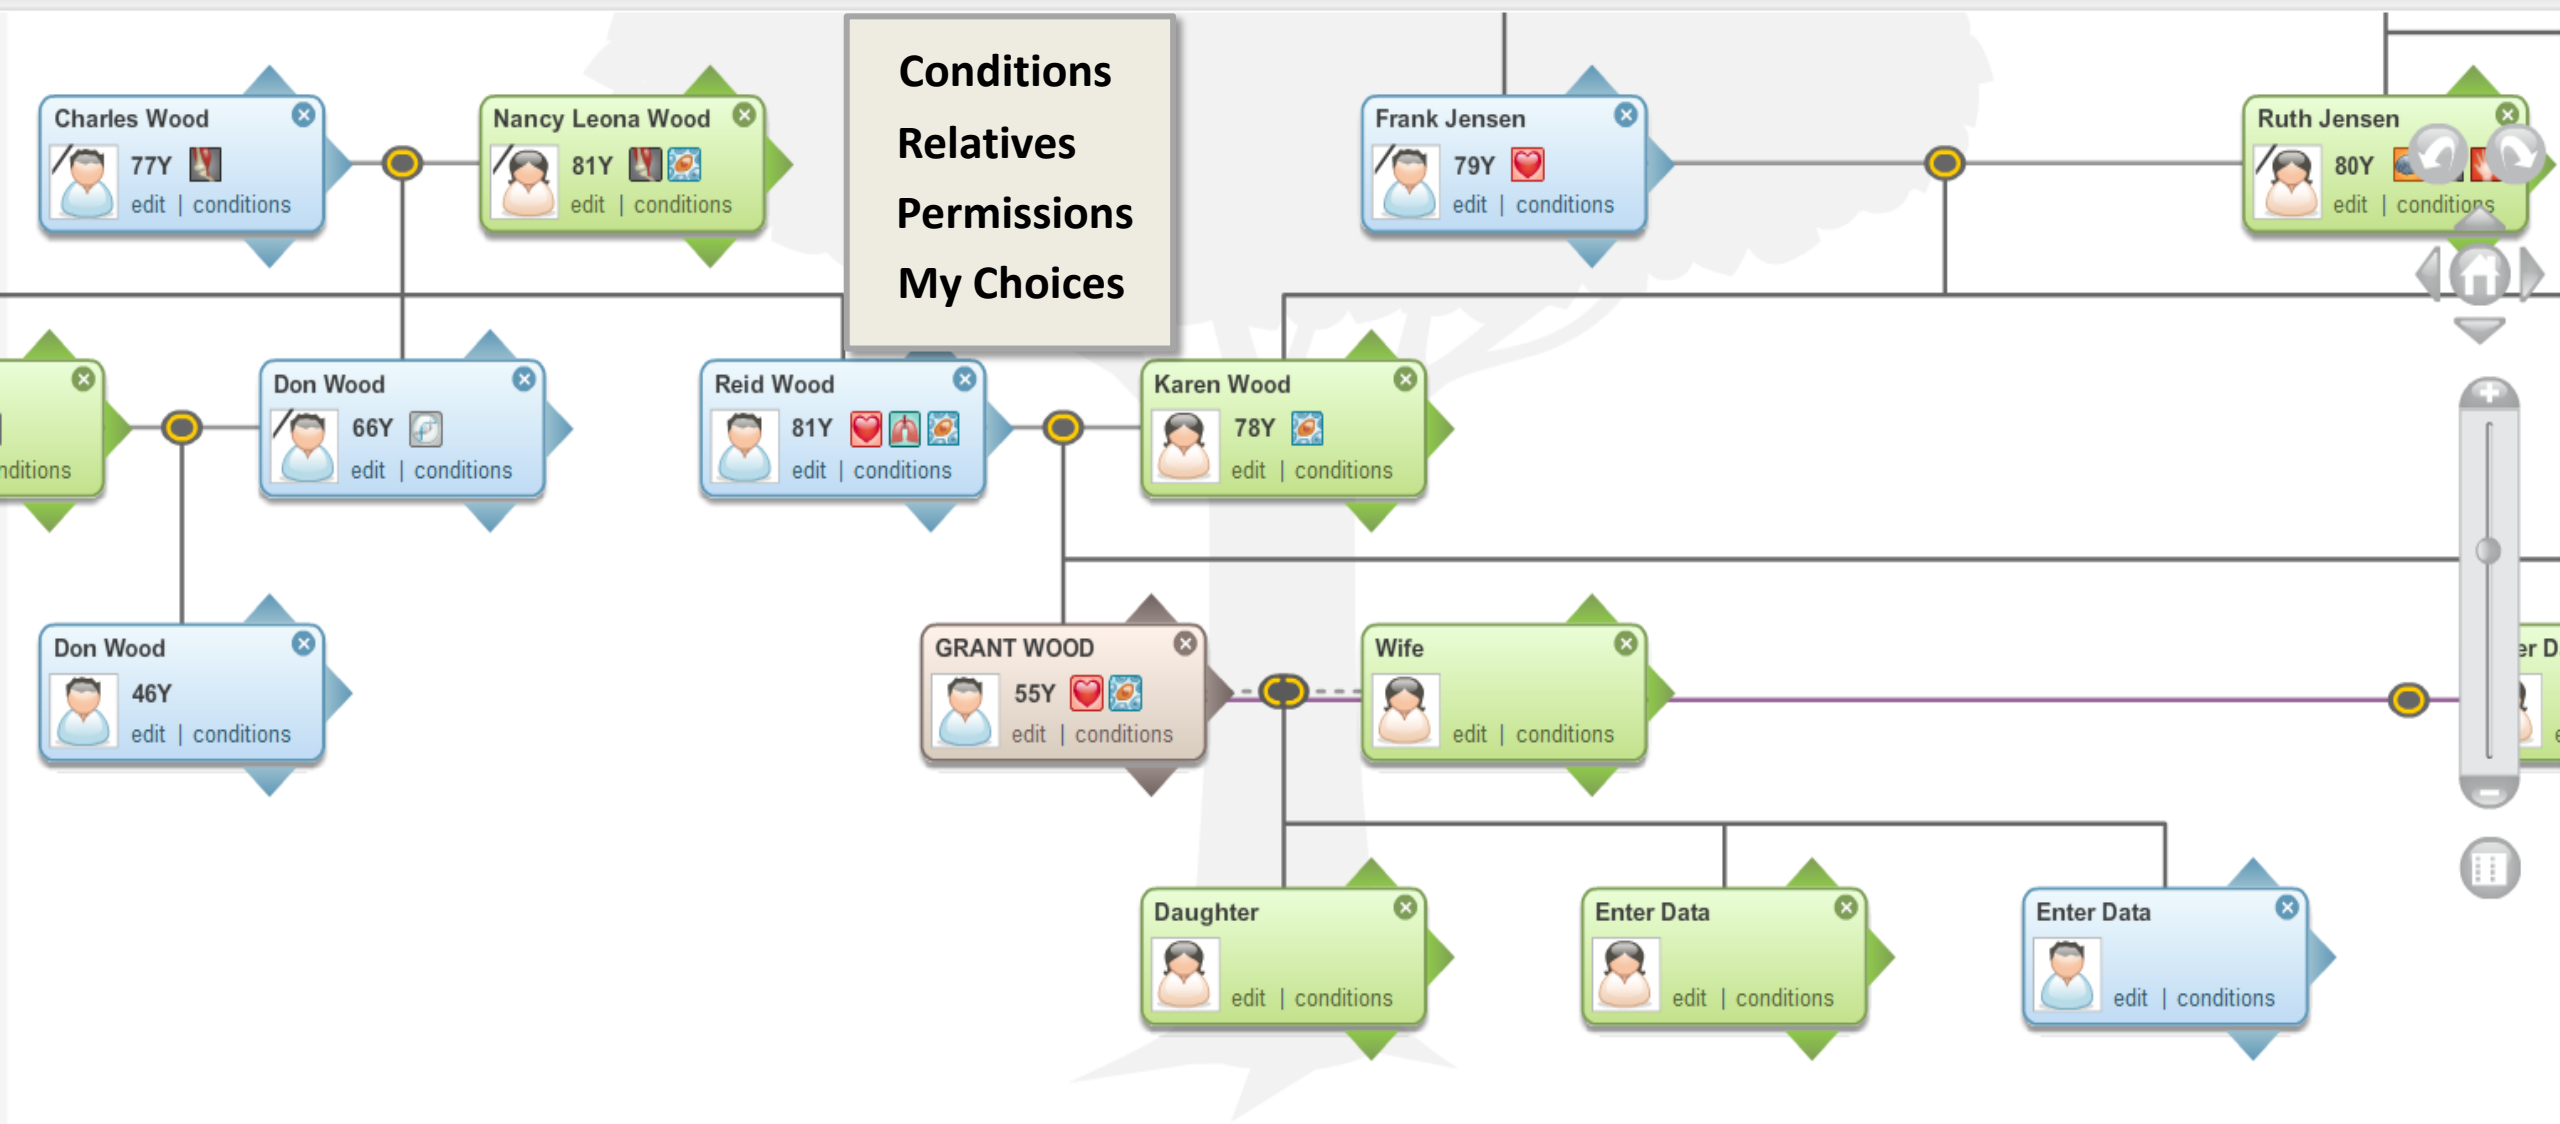 Conditions
Relatives
Permissions
My Choices
Charles Wood
77Y
edit | conditions
Nancy Leona Wood
81Y
edit | conditions
Frank Jensen
79Y
edit | conditions
Ruth Jensen
80Y
edit | conditions
nditions
Don Wood
66Y
edit | conditions
Reid Wood
81Y
edit | conditions
Karen Wood
78Y
edit | conditions
Don Wood
46Y
edit | conditions
GRANT WOOD
55Y
edit | conditions
Wife
edit | conditions
er D
e
Daughter
edit | conditions
Enter Data
edit | conditions
Enter Data
edit | conditions